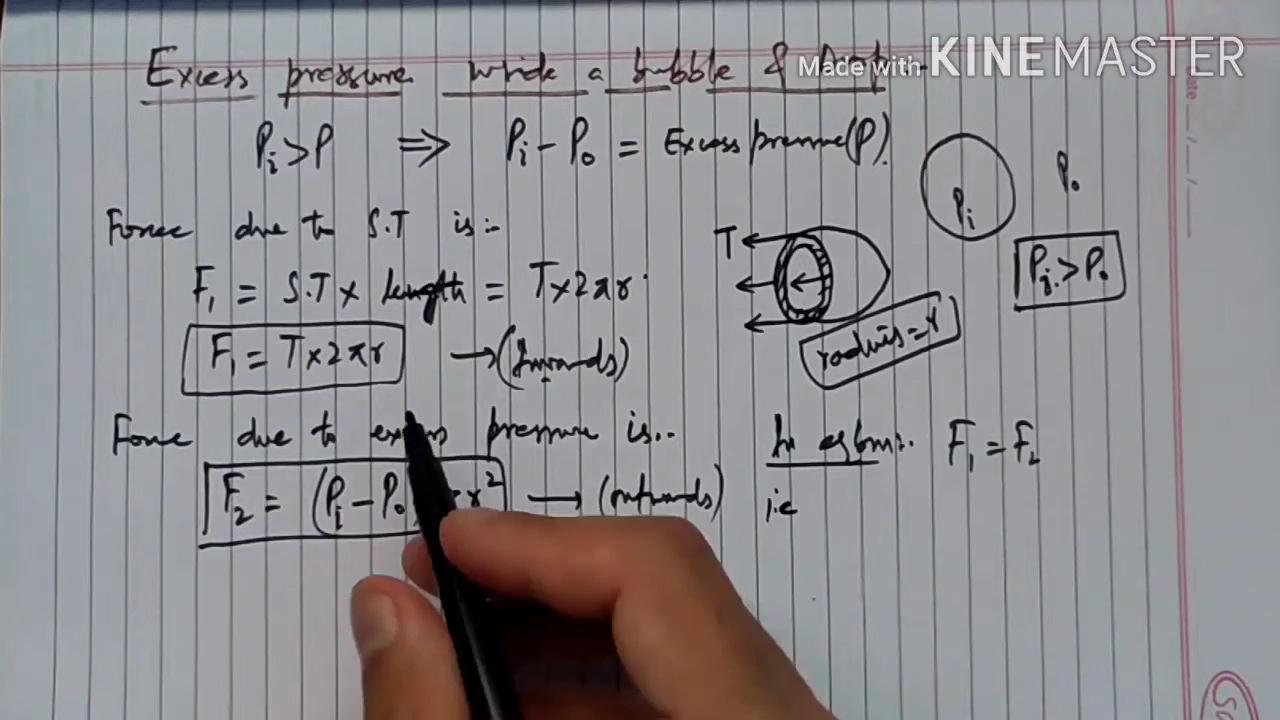 Excess pressure inside a bubble &
Made with KINEMASTER
Pi > P ⇒ Pi – Po = Excess pressure (P).
Pi
Po
Pi > Po
Force due to S.T is :-
T
F1 = S.T × length = T × 2πr
radius = r
F1 = T × 2πr → (Inwards)
Force due to excess pressure is..
In eqbm :. F1 = F2
F2 = (Pi – Po r² → (outwards)
i.e